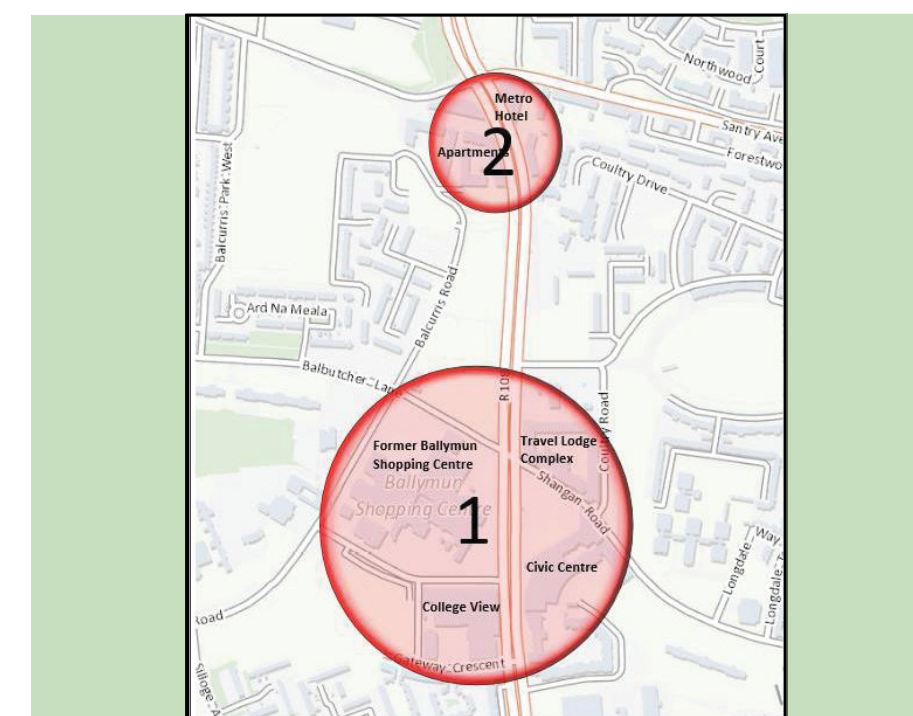 Northwood
Court
Metro
Hotel
Santry Ave
Forestwo
Apartments
2
Coultry Drive
Balcurris Park West
Balcurris Road
Ard Na Meala
Balbutcher Lane
R108
Coultry Road
Former Ballymun
Shopping Centre
Travel Lodge
Complex
Ballymun
Shopping Centre
Shangan Road
1
Civic Centre
Way
Longdale
Longdale T
College View
Road
Gateway Crescent